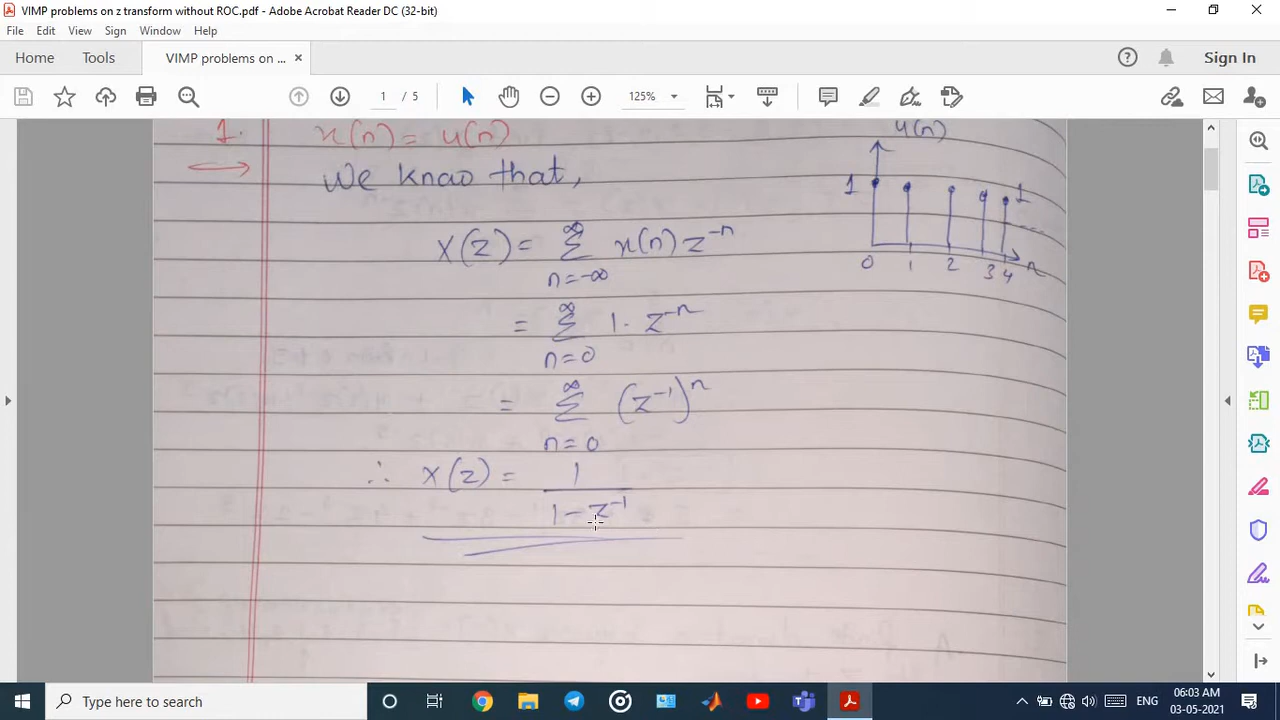 VIMP problems on z transform without ROC.pdf - Adobe Acrobat Reader DC (32-bit)
File Edit View Sign Window Help
Home Tools VIMP problems on ... × Sign In
1 / 5 125%
1. x(n) = u(n)
u(n)
We knao that,
1 1
X(z) = ∞ Σ n=-∞ x(n) z⁻ⁿ
0 1 2 3 4 n
= ∞ Σ n=0 1. z⁻ⁿ
= ∞ Σ n=0 (z⁻¹)ⁿ
∴ X(z) = 1
1 - z⁻¹
Type here to search
ENG
06:03 AM
03-05-2021